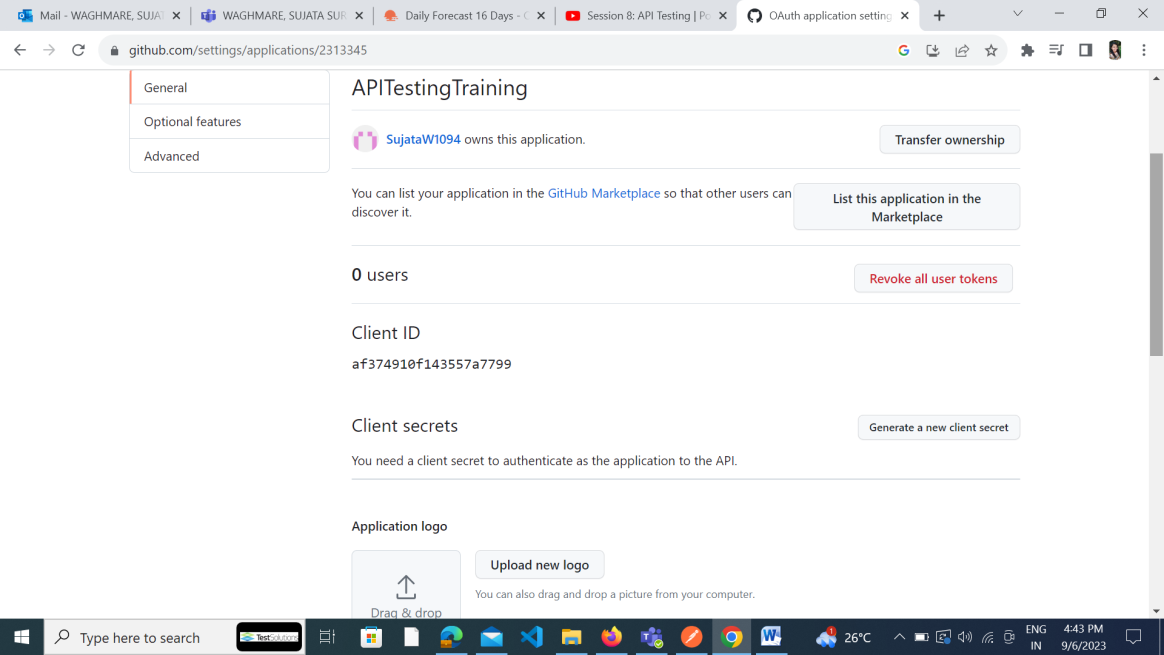 Mail - WAGHMARE, SUJAT
WAGHMARE, SUJATA SUR
Daily Forecast 16 Days - C
Session 8: API Testing | Po
OAuth application setting
github.com/settings/applications/2313345
General
Optional features
Advanced
APITestingTraining
SujataW1094 owns this application.
Transfer ownership
You can list your application in the GitHub Marketplace so that other users can
discover it.
List this application in the
Marketplace
0 users
Revoke all user tokens
Client ID
af374910f143557a7799
Client secrets
Generate a new client secret
You need a client secret to authenticate as the application to the API.
Application logo
Upload new logo
You can also drag and drop a picture from your computer.
Drag & drop
Type here to search
TestSolutions
1
26°C
ENG
IN
4:43 PM
9/6/2023